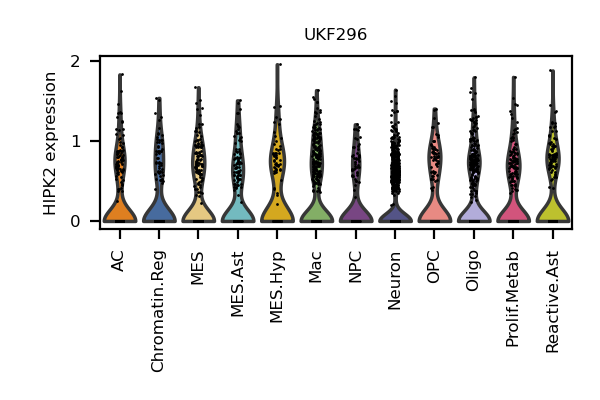 UKF296
HIPK2 expression
2
1
0
AC
Chromatin.Reg
MES
MES.Ast
MES.Hyp
Mac
NPC
Neuron
OPC
Oligo
Prolif.Metab
Reactive.Ast